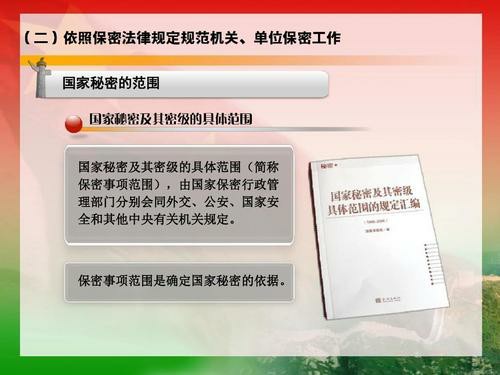 （二）依照保密法律规定规范机关、单位保密工作
国家秘密的范围
国家秘密及其密级的具体范围
国家秘密及其密级的具体范围（简称
保密事项范围），由国家保密行政管
理部门分别会同外交、公安、国家安
全和其他中央有关机关规定。
保密事项范围是确定国家秘密的依据。
国家秘密及其密级
具体范围的规定汇编